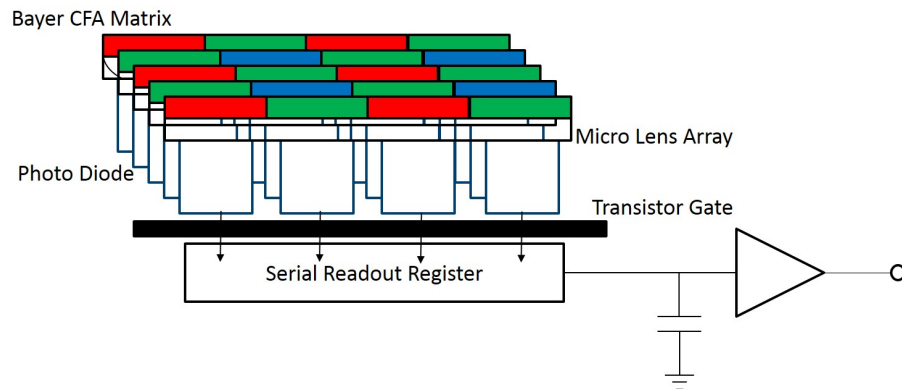 Bayer CFA Matrix
Micro Lens Array
Photo Diode
Transistor Gate
Serial Readout Register